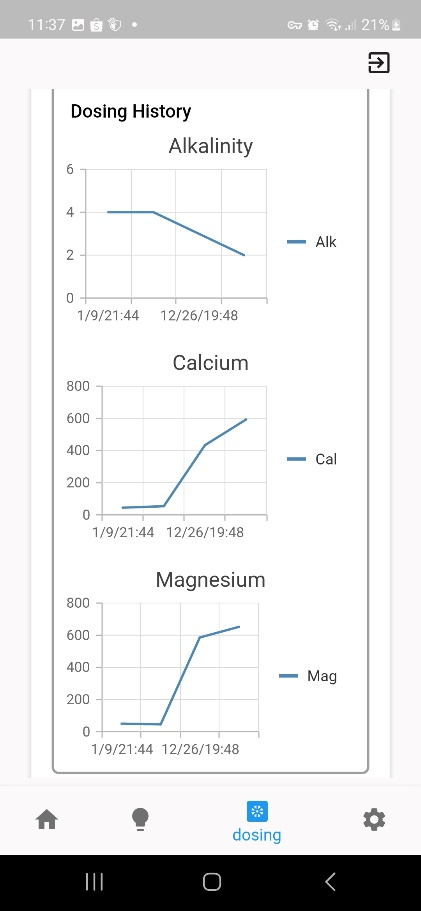 11:37 21%
Dosing History
Alkalinity
6
4
2
0
Alk
1/9/21:44 12/26/19:48
Calcium
800
600
400
200
0
Cal
1/9/21:44 12/26/19:48
Magnesium
800
600
400
200
0
Mag
1/9/21:44 12/26/19:48
dosing